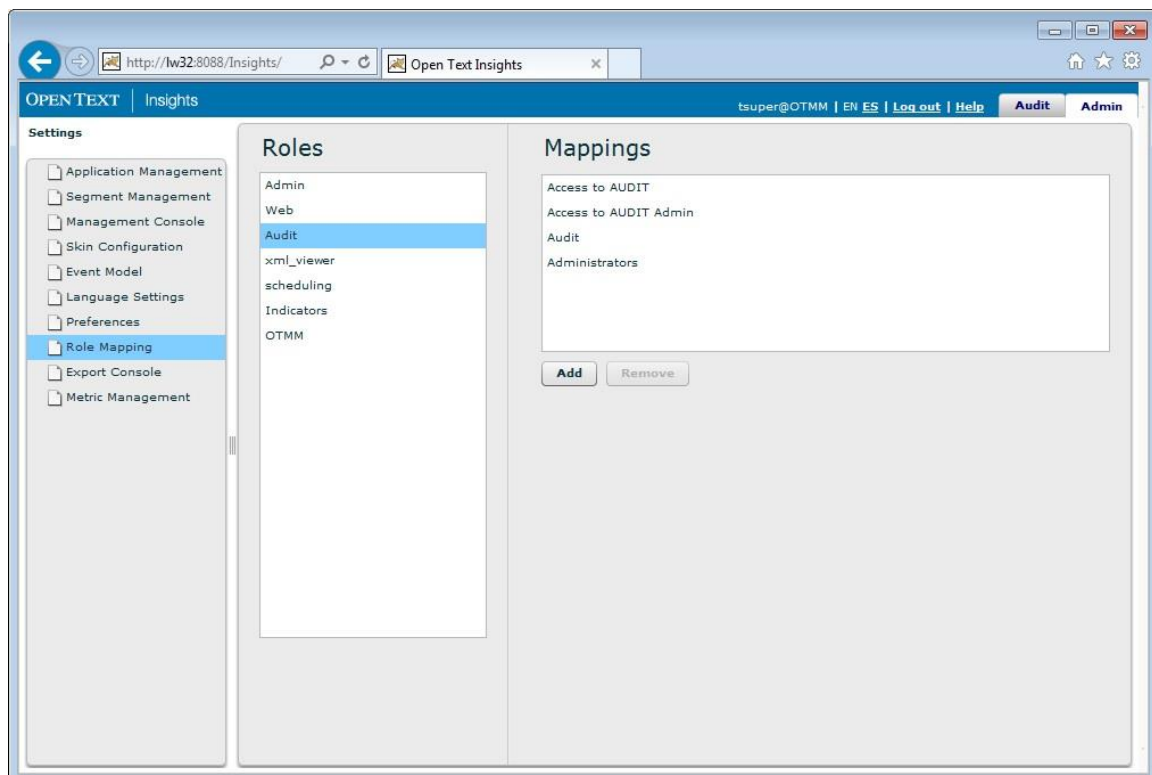 http://lw32:8088/Insights/
Open Text Insights
OPEN TEXT | Insights
tsuper@OTMM | EN ES | Log out | Help
Audit
Admin
Settings
Application Management
Segment Management
Management Console
Skin Configuration
Event Model
Language Settings
Preferences
Role Mapping
Export Console
Metric Management
Roles
Admin
Web
Audit
xml_viewer
scheduling
Indicators
OTMM
Mappings
Access to AUDIT
Access to AUDIT Admin
Audit
Administrators
Add
Remove